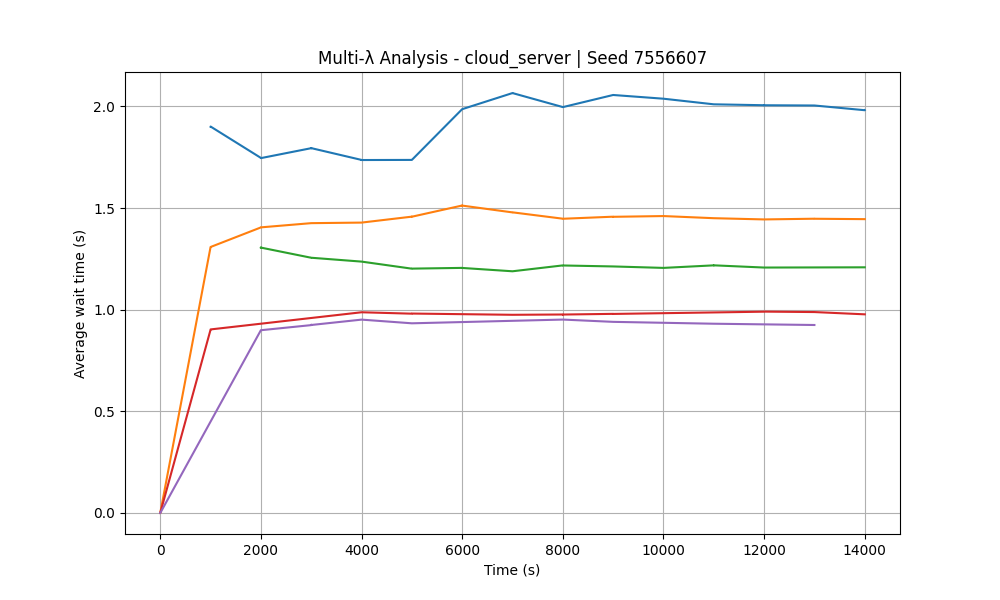 Multi-λ Analysis - cloud_server | Seed 7556607
Average wait time (s)
2.0
1.5
1.0
0.5
0.0
0 2000 4000 6000 8000 10000 12000 14000
Time (s)